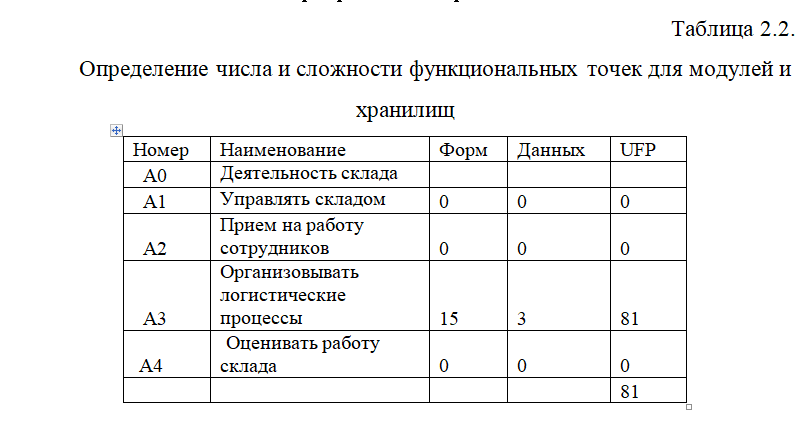 Таблица 2.2.
Определение числа и сложности функциональных точек для модулей и
хранилищ
Номер Наименование Форм Данных UFP
A0 Деятельность склада
A1 Управлять складом 0 0 0
Прием на работу
A2 сотрудников 0 0 0
Организовывать
логистические
A3 процессы 15 3 81
Оценивать работу
A4 склада 0 0 0
81